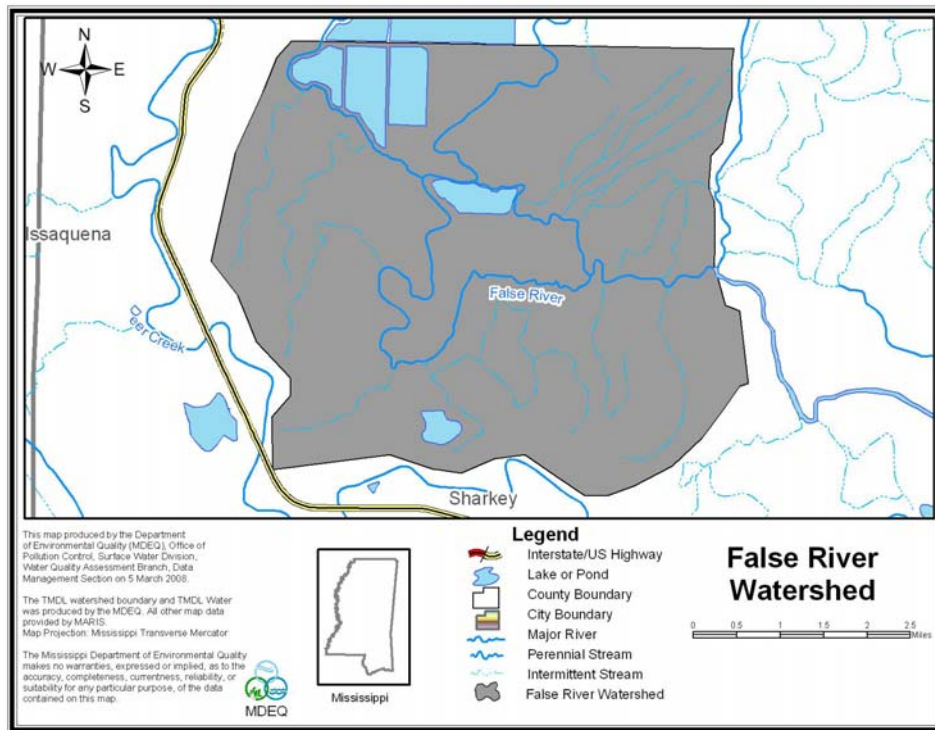 N
W E
S
Issaquena
Deer Creek
False River
Sharkey
This map produced by the Department
of Environmental Quality (MDEQ), Office of
Pollution Control, Surface Water Division,
Water Quality Assessment Branch, Data
Management Section on 5 March 2008.
The TMDL watershed boundary and TMDL Water
was produced by the MDEQ. All other map data
provided by MARIS.
Map Projection: Mississippi Transverse Mercator
The Mississippi Department of Environmental Quality
makes no warranties, expressed or implied, as to the
accuracy, completeness, currentness, reliability, or
suitability for any particular purpose, of the data
contained on this map.
MDEQ
Mississippi
Legend
Interstate/US Highway
Lake or Pond
County Boundary
City Boundary
Major River
Perennial Stream
Intermittent Stream
False River Watershed
False River
Watershed
0 0.5 1 1.5 2 2.5
Miles